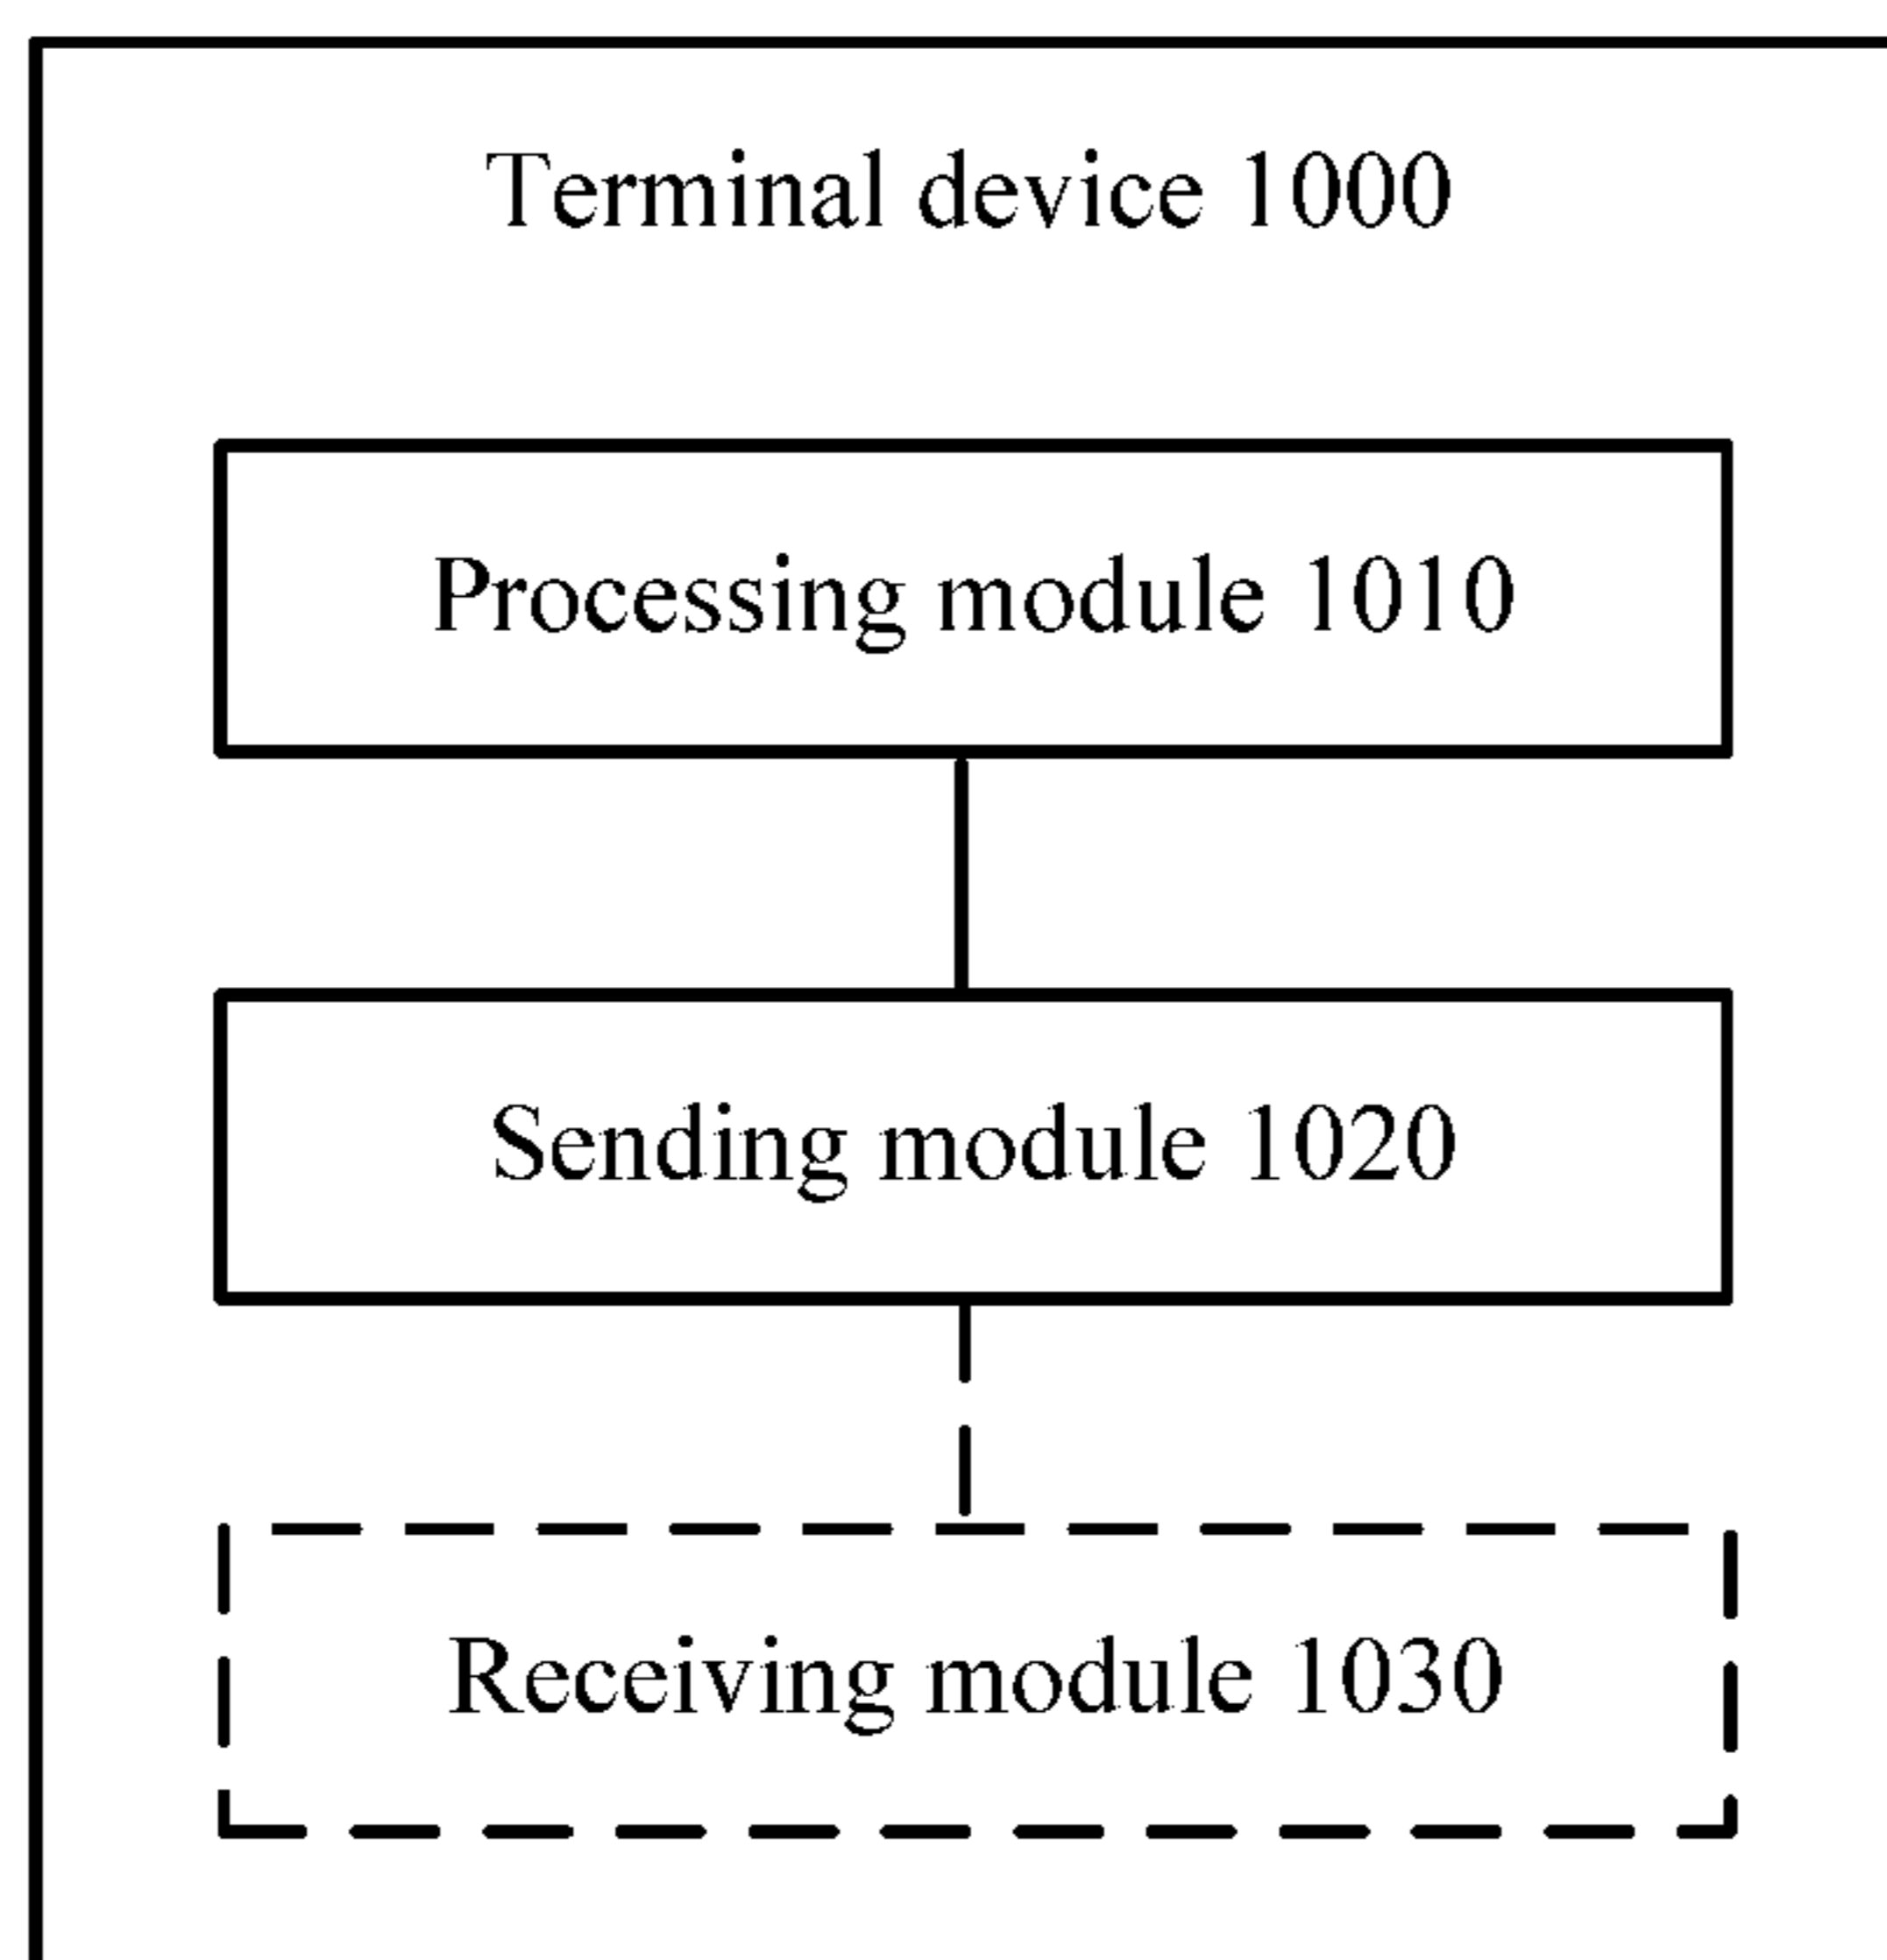 Terminal device 1000
Processing module 1010
Sending module 1020
Receiving module 1030